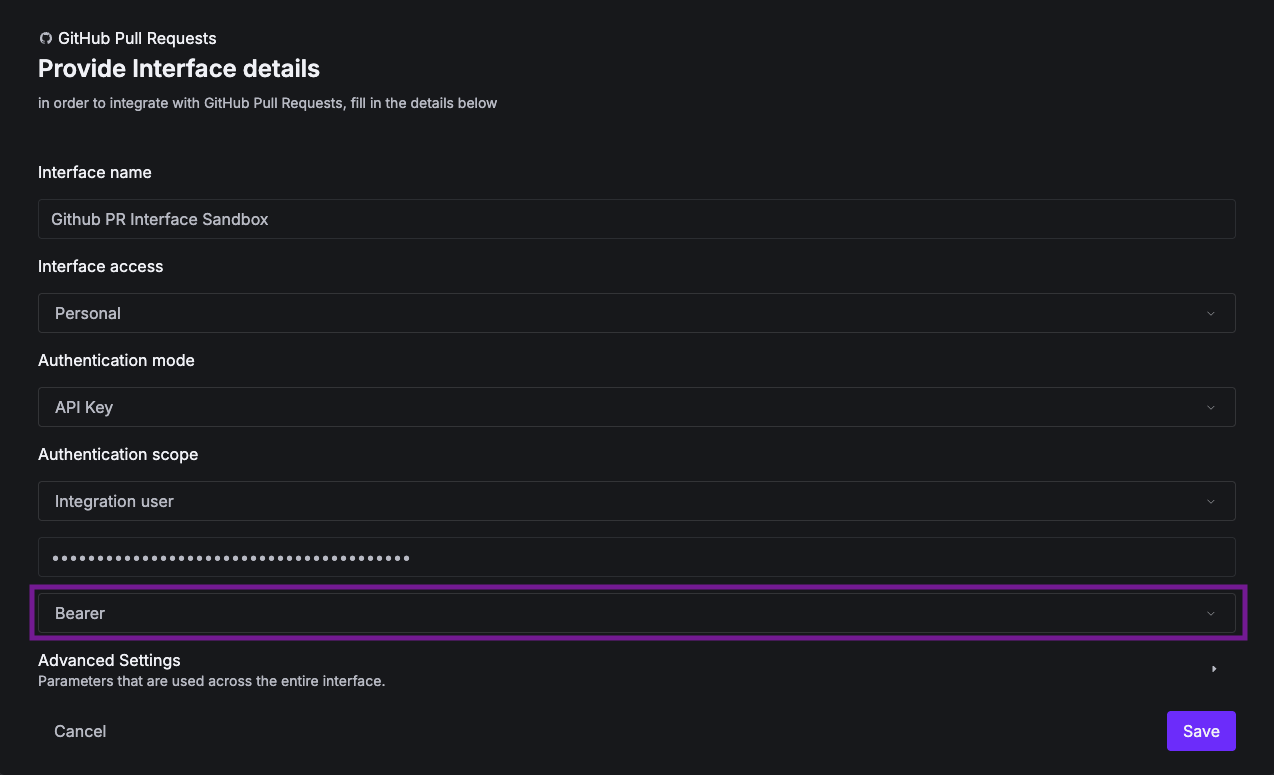 GitHub Pull Requests
Provide Interface details
in order to integrate with GitHub Pull Requests, fill in the details below
Interface name
Github PR Interface Sandbox
Interface access
Personal
Authentication mode
API Key
Authentication scope
Integration user
••••••••••••••••••••••••••••••••••••••••
Bearer
Advanced Settings
Parameters that are used across the entire interface.
Cancel
Save